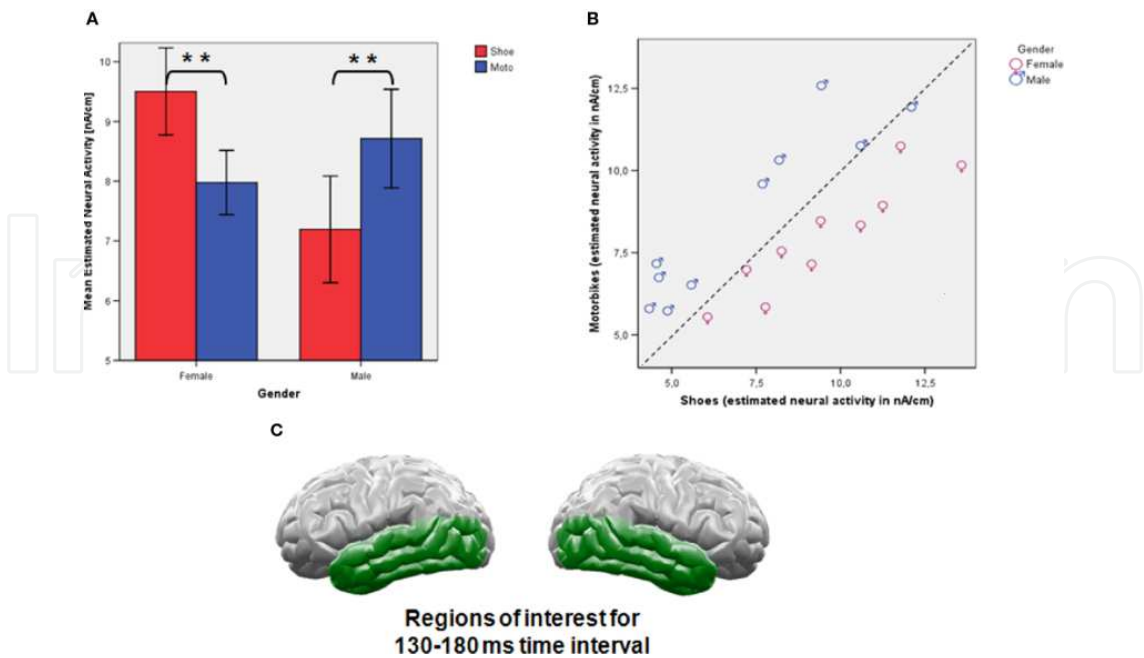 A
* *
* *
Shoe
Moto
10
9
8
7
6
5
Mean Estimated Neural Activity [nA/cm]
Female
Male
Gender
B
Gender
Female
Male
12,5
10,0
7,5
5,0
Motorbikes (estimated neural activity in nA/cm)
5,0
7,5
10,0
12,5
Shoes (estimated neural activity in nA/cm)
C
Regions of interest for
130-180 ms time interval